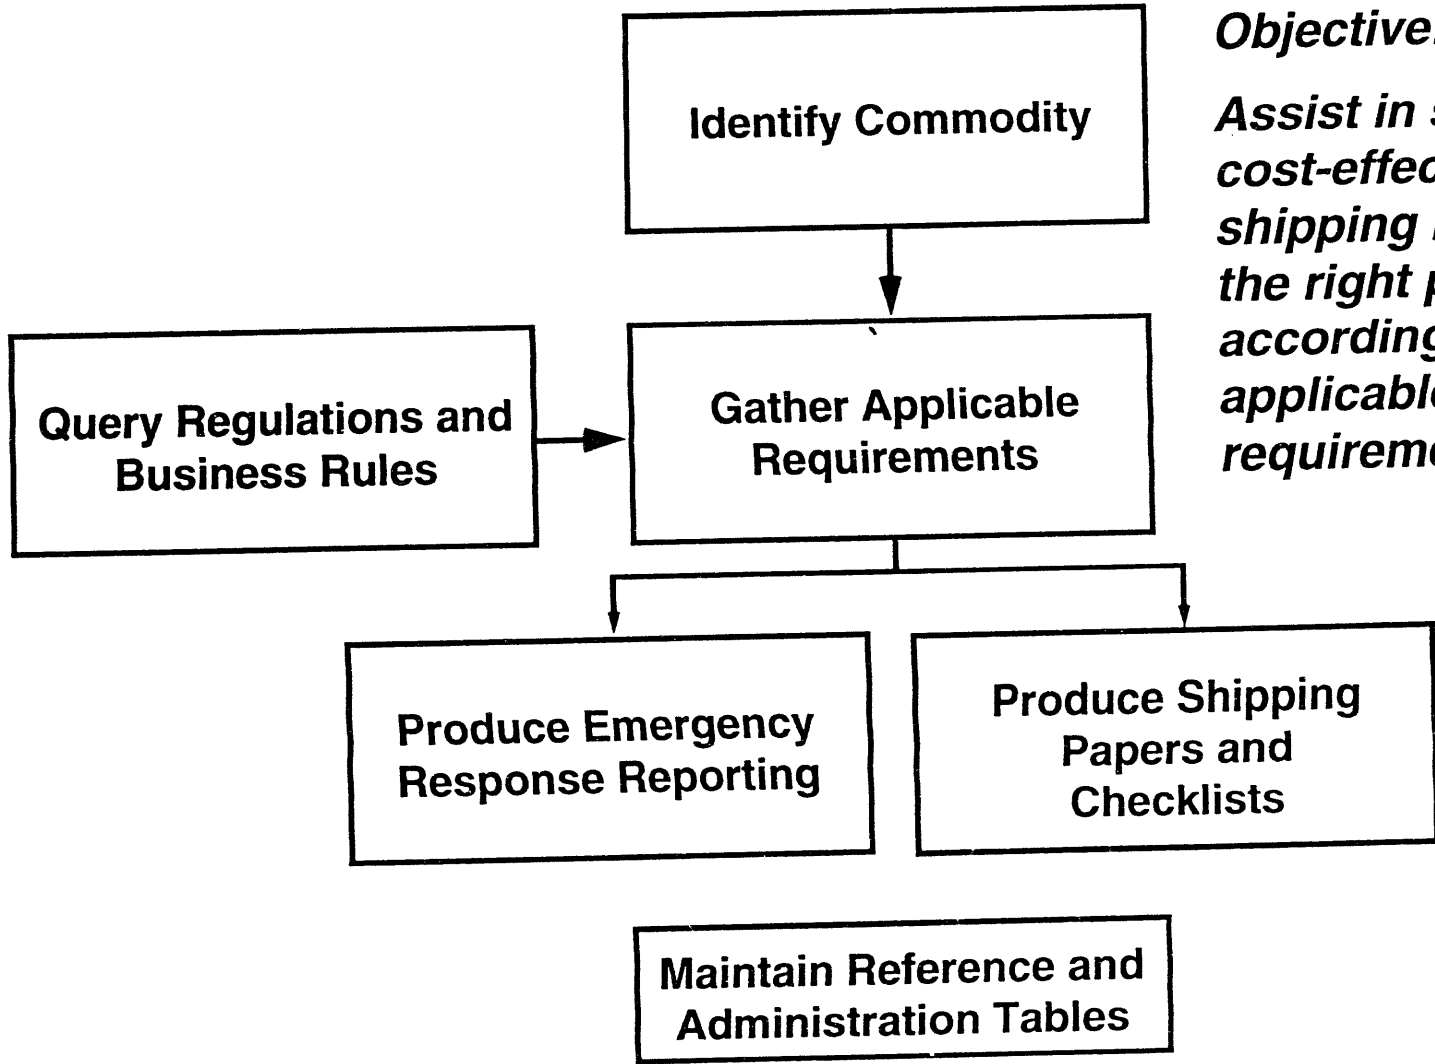 Identify Commodity
Objective:
Assist in
cost-effec
shipping
the right
according
applicable
requireme
Query Regulations and
Business Rules
Gather Applicable
Requirements
Produce Emergency
Response Reporting
Produce Shipping
Papers and
Checklists
Maintain Reference and
Administration Tables